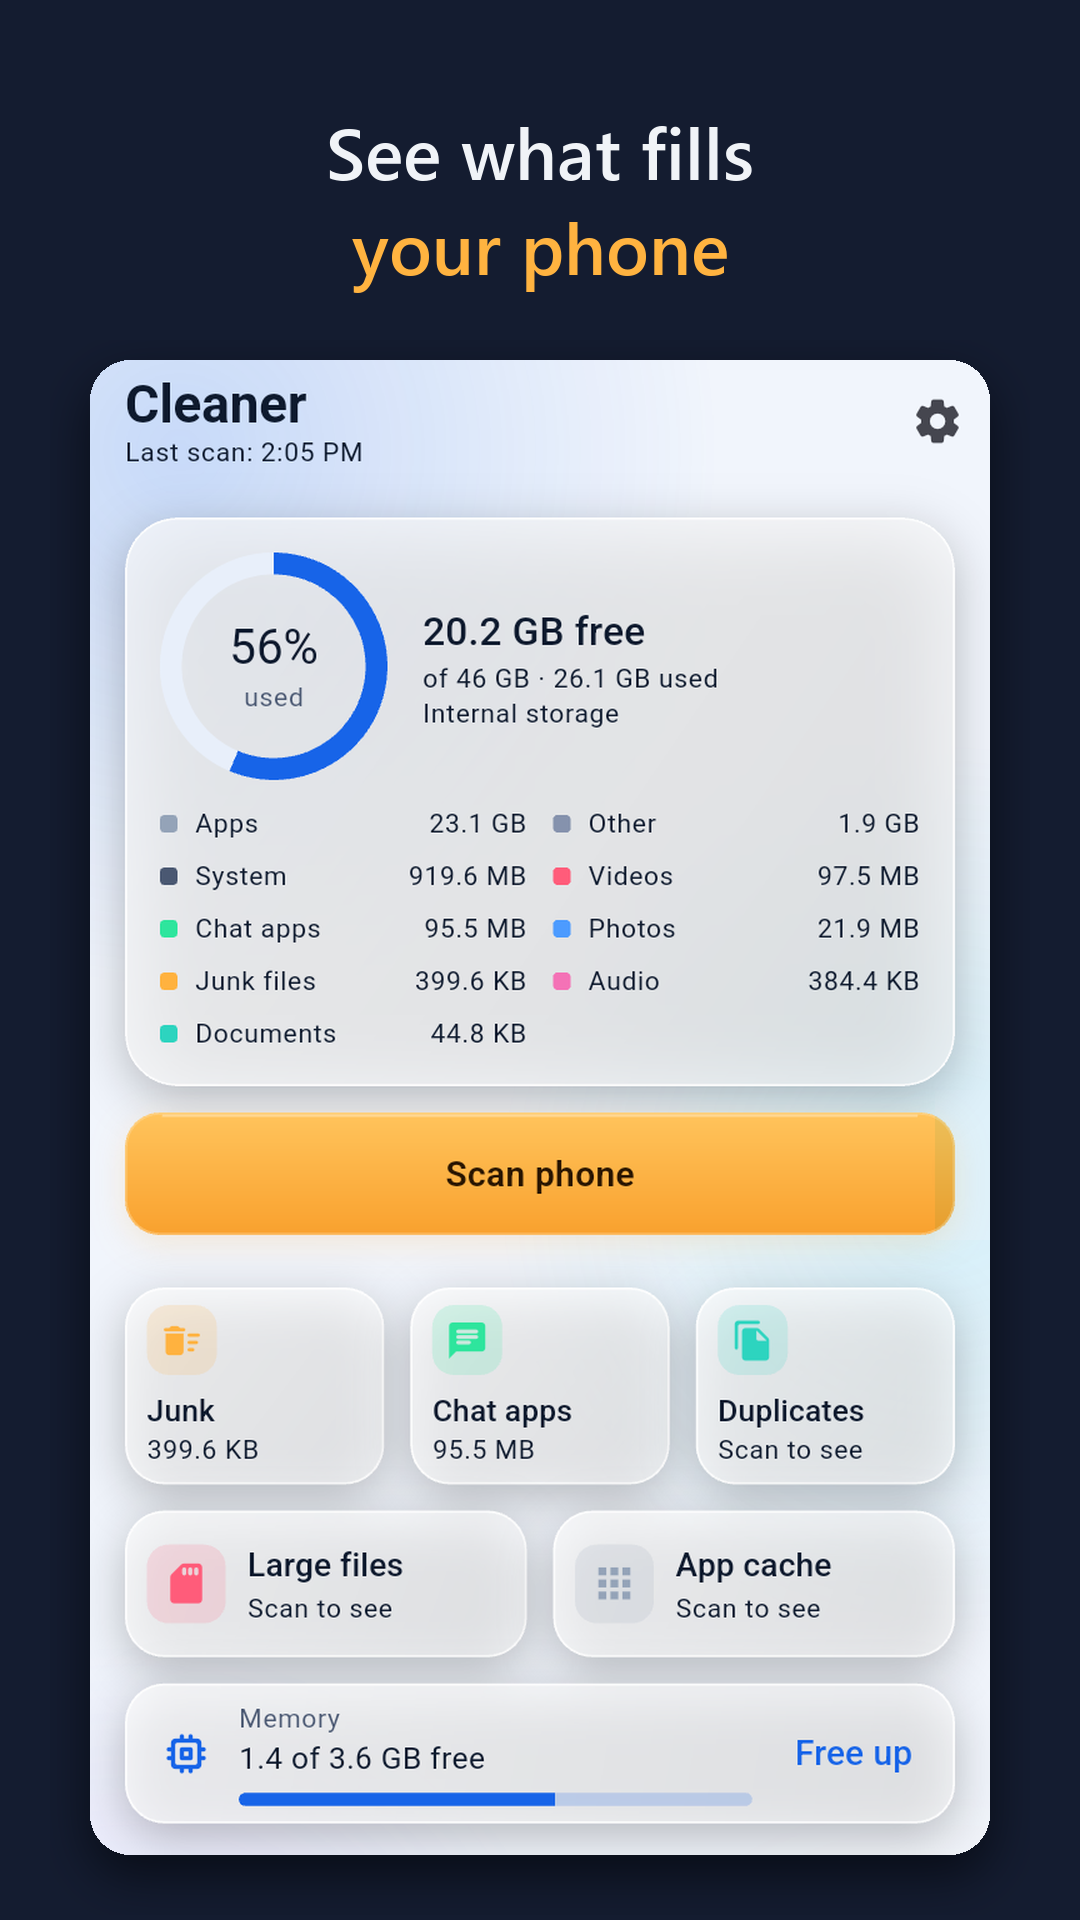 See what fills
your phone
Cleaner
Last scan: 2:05 PM
56%
used
20.2 GB free
of 46 GB · 26.1 GB used
Internal storage
Apps 23.1 GB Other 1.9 GB
System 919.6 MB Videos 97.5 MB
Chat apps 95.5 MB Photos 21.9 MB
Junk files 399.6 KB Audio 384.4 KB
Documents 44.8 KB
Scan phone
Junk
399.6 KB
Chat apps
95.5 MB
Duplicates
Scan to see
Large files
Scan to see
App cache
Scan to see
Memory
1.4 of 3.6 GB free
Free up